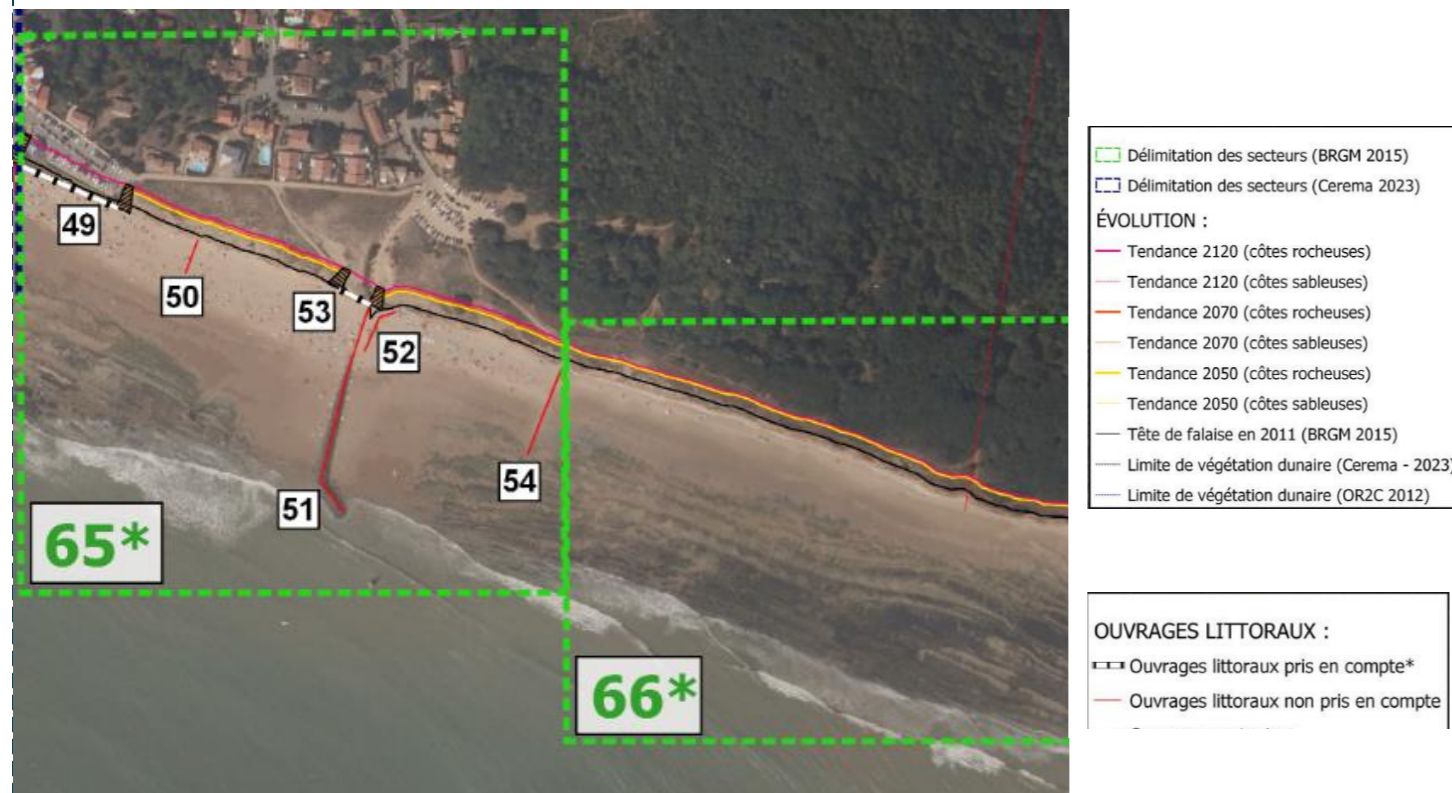 49
50
53
52
51
54
65*
66*
Délimitation des secteurs (BRGM 2015)
Délimitation des secteurs (Cerema 2023)
ÉVOLUTION :
Tendance 2120 (côtes rocheuses)
Tendance 2120 (côtes sableuses)
Tendance 2070 (côtes rocheuses)
Tendance 2070 (côtes sableuses)
Tendance 2050 (côtes rocheuses)
Tendance 2050 (côtes sableuses)
Tête de falaise en 2011 (BRGM 2015)
Limite de végétation dunaire (Cerema - 2023)
Limite de végétation dunaire (OR2C 2012)
OUVRAGES LITTORAUX :
Ouvrages littoraux pris en compte*
Ouvrages littoraux non pris en compte